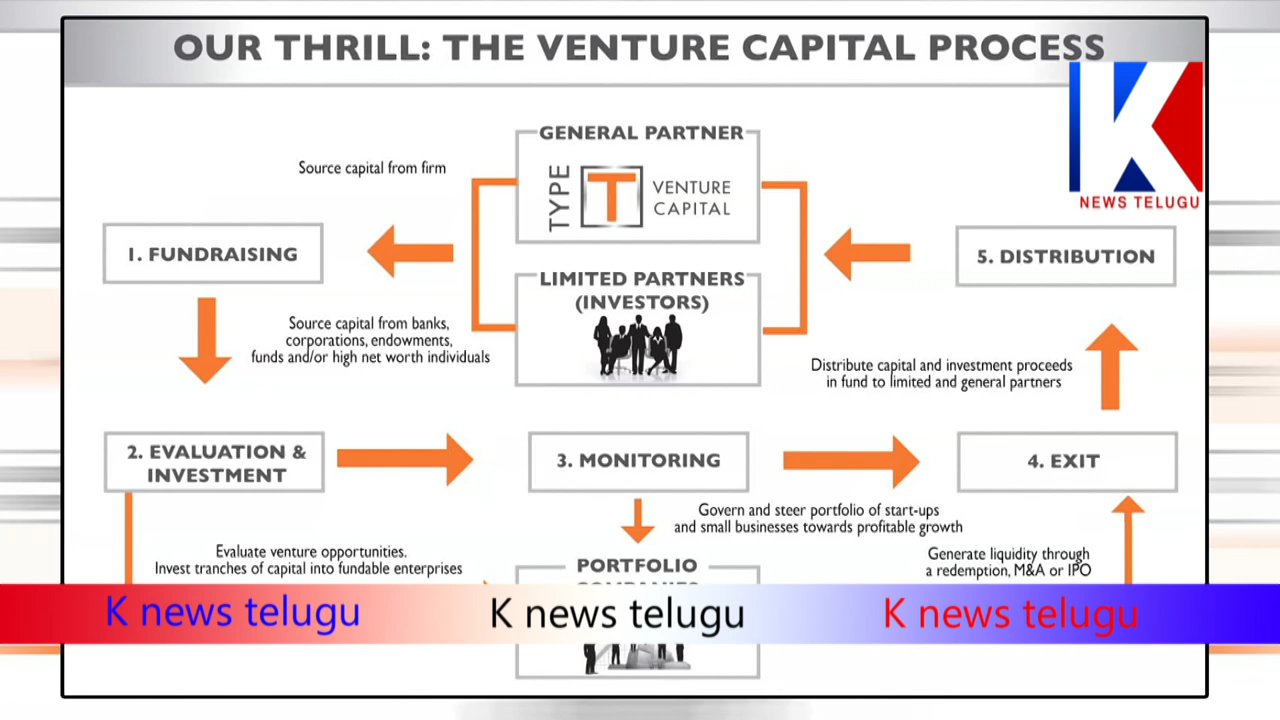 OUR THRILL: THE VENTURE CAPITAL PROCESS
K
NEWS TELUGU
GENERAL PARTNER
TYPE
T
VENTURE
CAPITAL
Source capital from firm
1. FUNDRAISING
LIMITED PARTNERS
(INVESTORS)
5. DISTRIBUTION
Source capital from banks,
corporations, endowments,
funds and/or high net worth individuals
Distribute capital and investment proceeds
in fund to limited and general partners
2. EVALUATION &
INVESTMENT
3. MONITORING
4. EXIT
Govern and steer portfolio of start-ups
and small businesses towards profitable growth
Evaluate venture opportunities.
Invest tranches of capital into fundable enterprises
Generate liquidity through
a redemption, M&A or IPO
PORTFOLIO
K news telugu
K news telugu
K news telugu